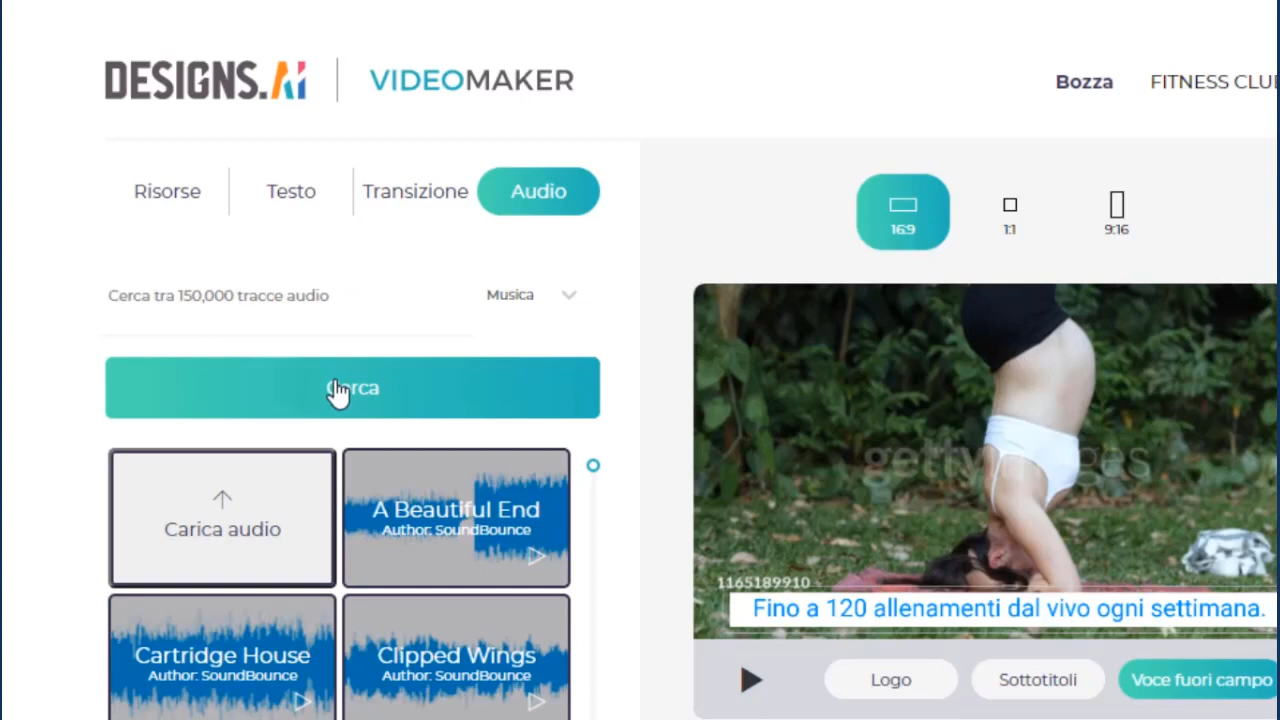 DESIGNS.AI VIDEOMAKER
Bozza FITNESS CLU
Risorse Testo Transizione Audio
16:9 1:1 9:16
Cerca tra 150,000 tracce audio Musica
Cerca
Carica audio
A Beautiful End
Author: SoundBounce
Cartridge House
Author: SoundBounce
Clipped Wings
Author: SoundBounce
gettyimages
1165189910
Fino a 120 allenamenti dal vivo ogni settimana.
Logo Sottotitoli Voce fuori campo